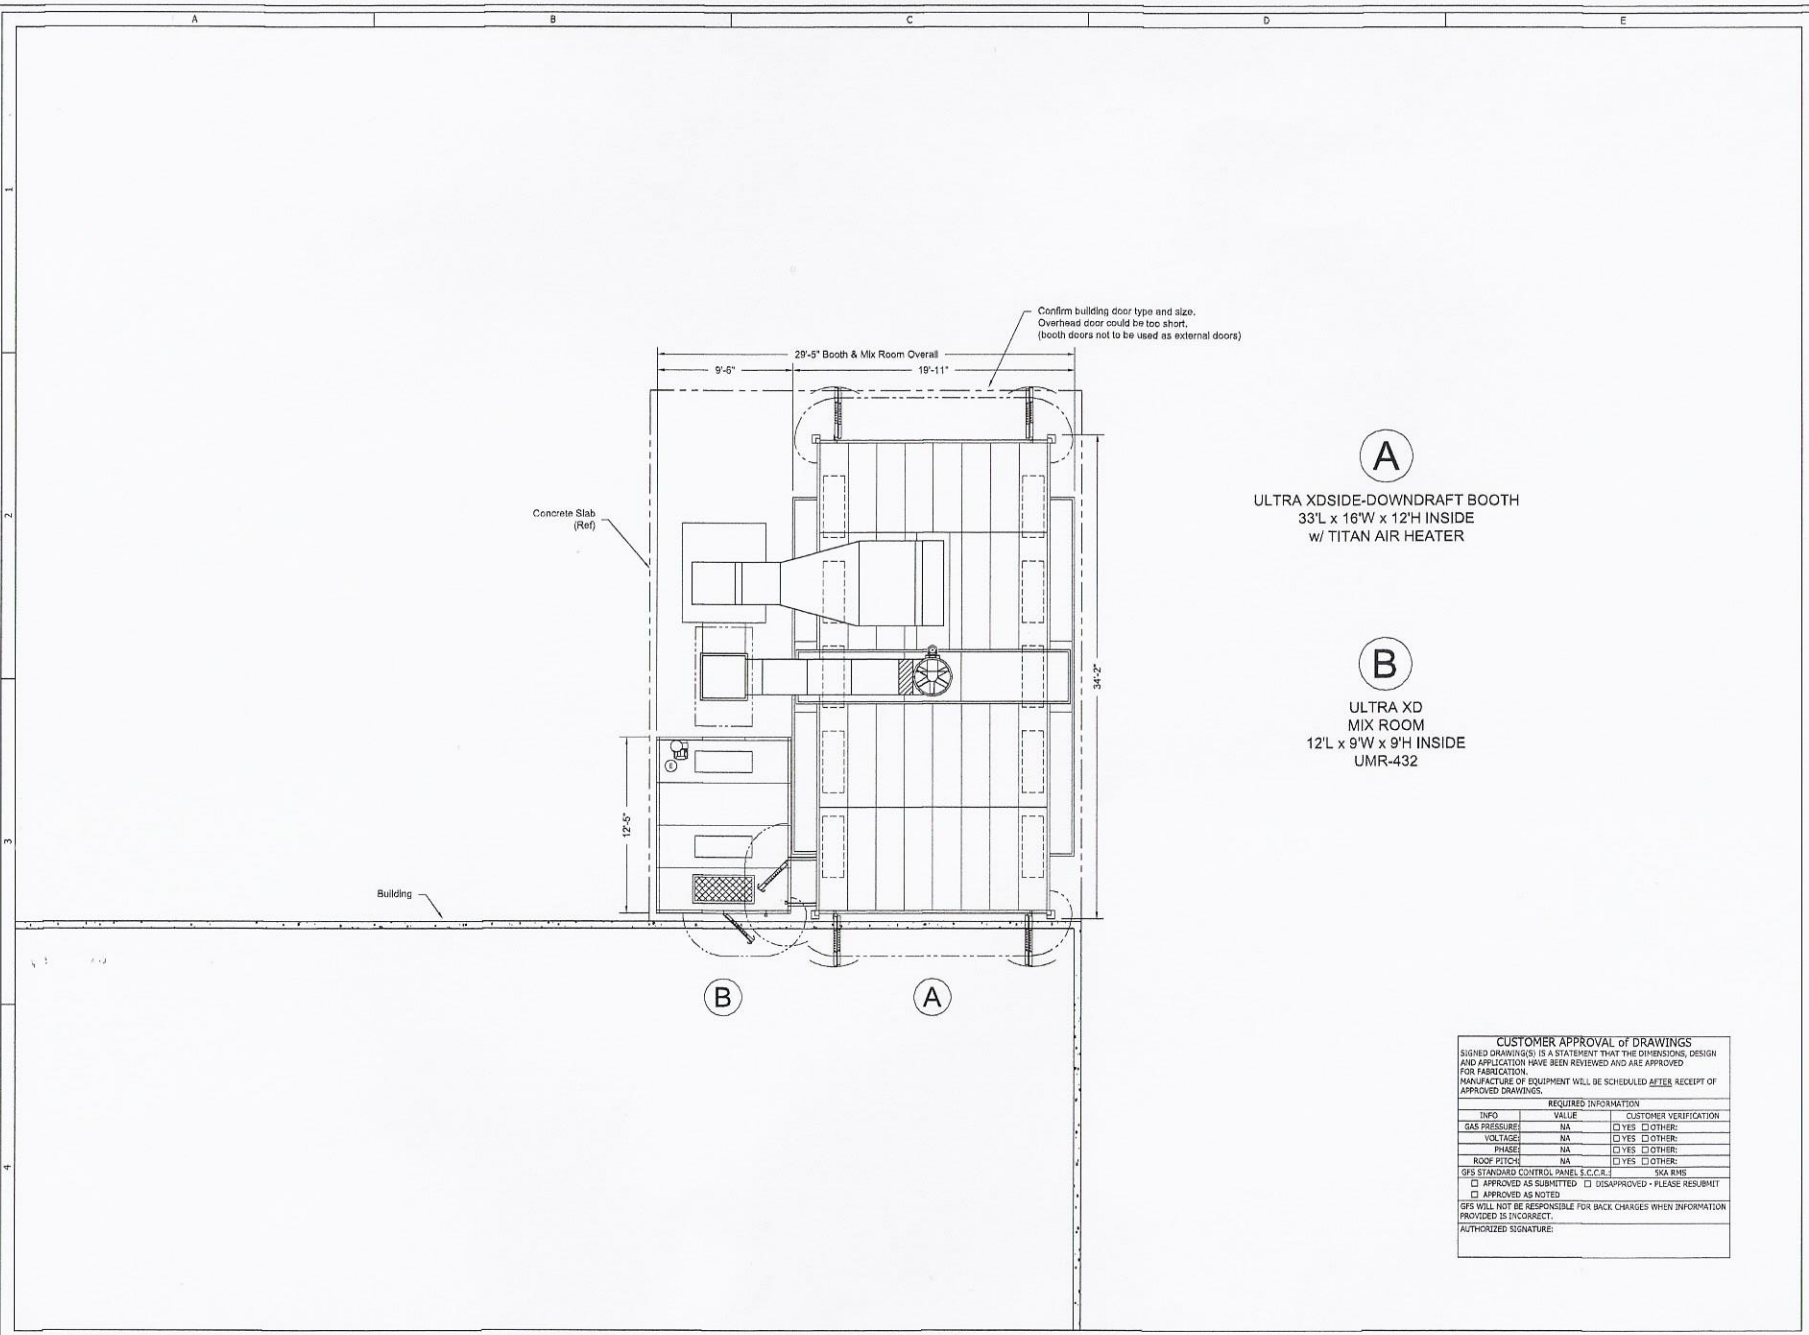 A B C D E
1
2
3
4
Confirm building door type and size.
Overhead door could be too short.
(booth doors not to be used as external doors)
29'-5" Booth & Mix Room Overall
9'-6"
19'-11"
Concrete Slab
(Ref)
34'-2"
12'-5"
E
Building
B
A
A
ULTRA XDSIDE-DOWNDRAFT BOOTH
33'L x 16'W x 12'H INSIDE
w/ TITAN AIR HEATER
B
ULTRA XD
MIX ROOM
12'L x 9'W x 9'H INSIDE
UMR-432
CUSTOMER APPROVAL of DRAWINGS
SIGNED DRAWING(S) IS A STATEMENT THAT THE DIMENSIONS, DESIGN
AND APPLICATION HAVE BEEN REVIEWED AND ARE APPROVED
FOR FABRICATION.
MANUFACTURE OF EQUIPMENT WILL BE SCHEDULED AFTER RECEIPT OF
APPROVED DRAWINGS.
REQUIRED INFORMATION
INFO VALUE CUSTOMER VERIFICATION
GAS PRESSURE: NA ☐ YES ☐ OTHER:
VOLTAGE: NA ☐ YES ☐ OTHER:
PHASE: NA ☐ YES ☐ OTHER:
ROOF PITCH: NA ☐ YES ☐ OTHER:
GFS STANDARD CONTROL PANEL S.C.C.R.: 5KA RMS
☐ APPROVED AS SUBMITTED ☐ DISAPPROVED - PLEASE RESUBMIT
☐ APPROVED AS NOTED
GFS WILL NOT BE RESPONSIBLE FOR BACK CHARGES WHEN INFORMATION
PROVIDED IS INCORRECT.
AUTHORIZED SIGNATURE: